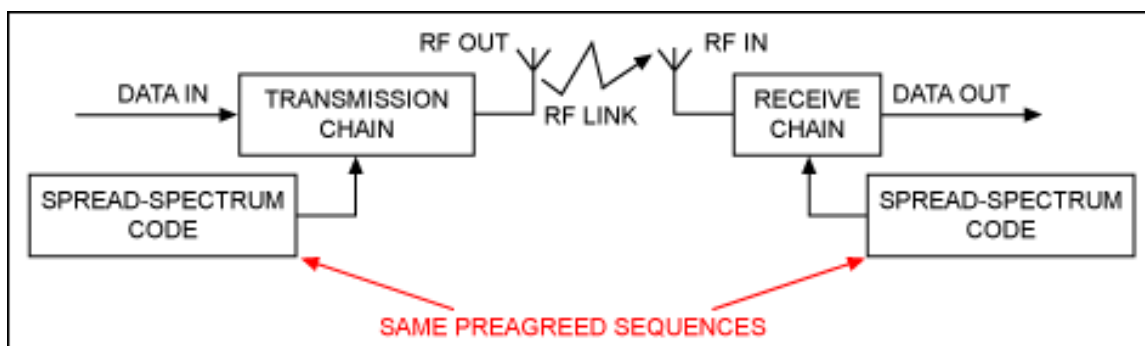 RF OUT
RF IN
DATA IN
TRANSMISSION
CHAIN
RF LINK
RECEIVE
CHAIN
DATA OUT
SPREAD-SPECTRUM
CODE
SPREAD-SPECTRUM
CODE
SAME PREAGREED SEQUENCES